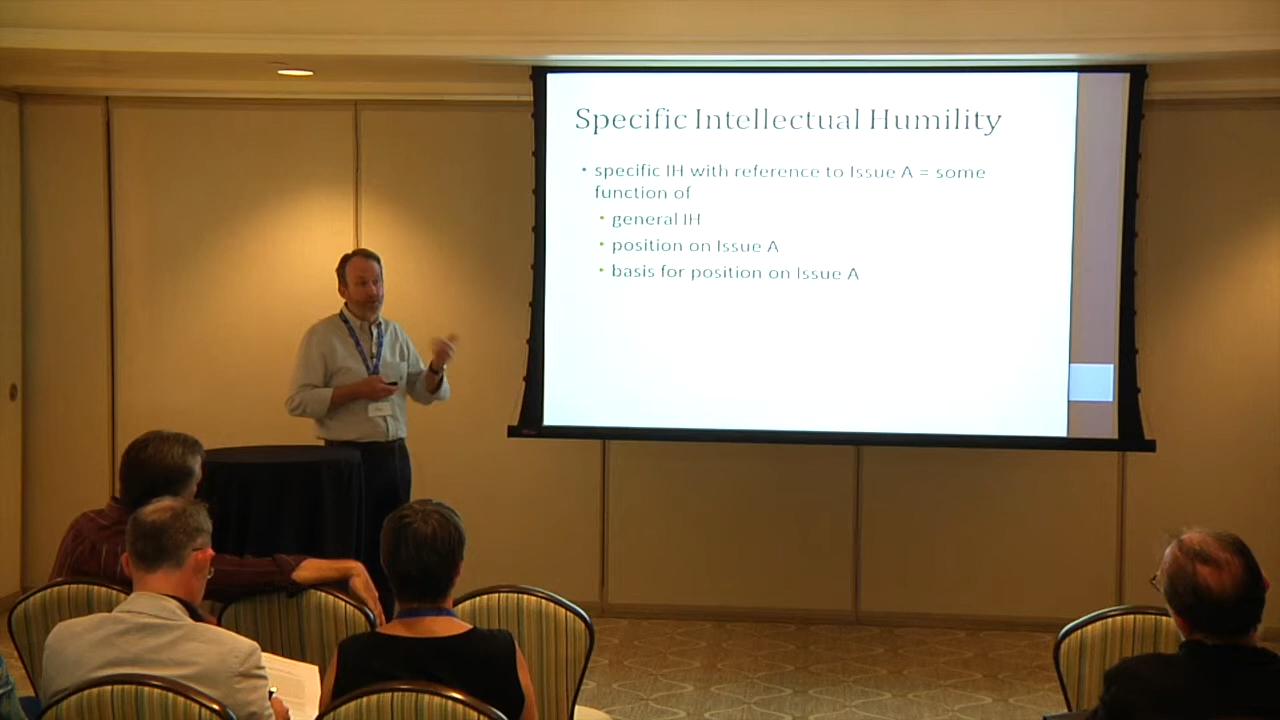 Specific Intellectual Humility
• specific IH with reference to Issue A = some
function of
• general IH
• position on Issue A
• basis for position on Issue A